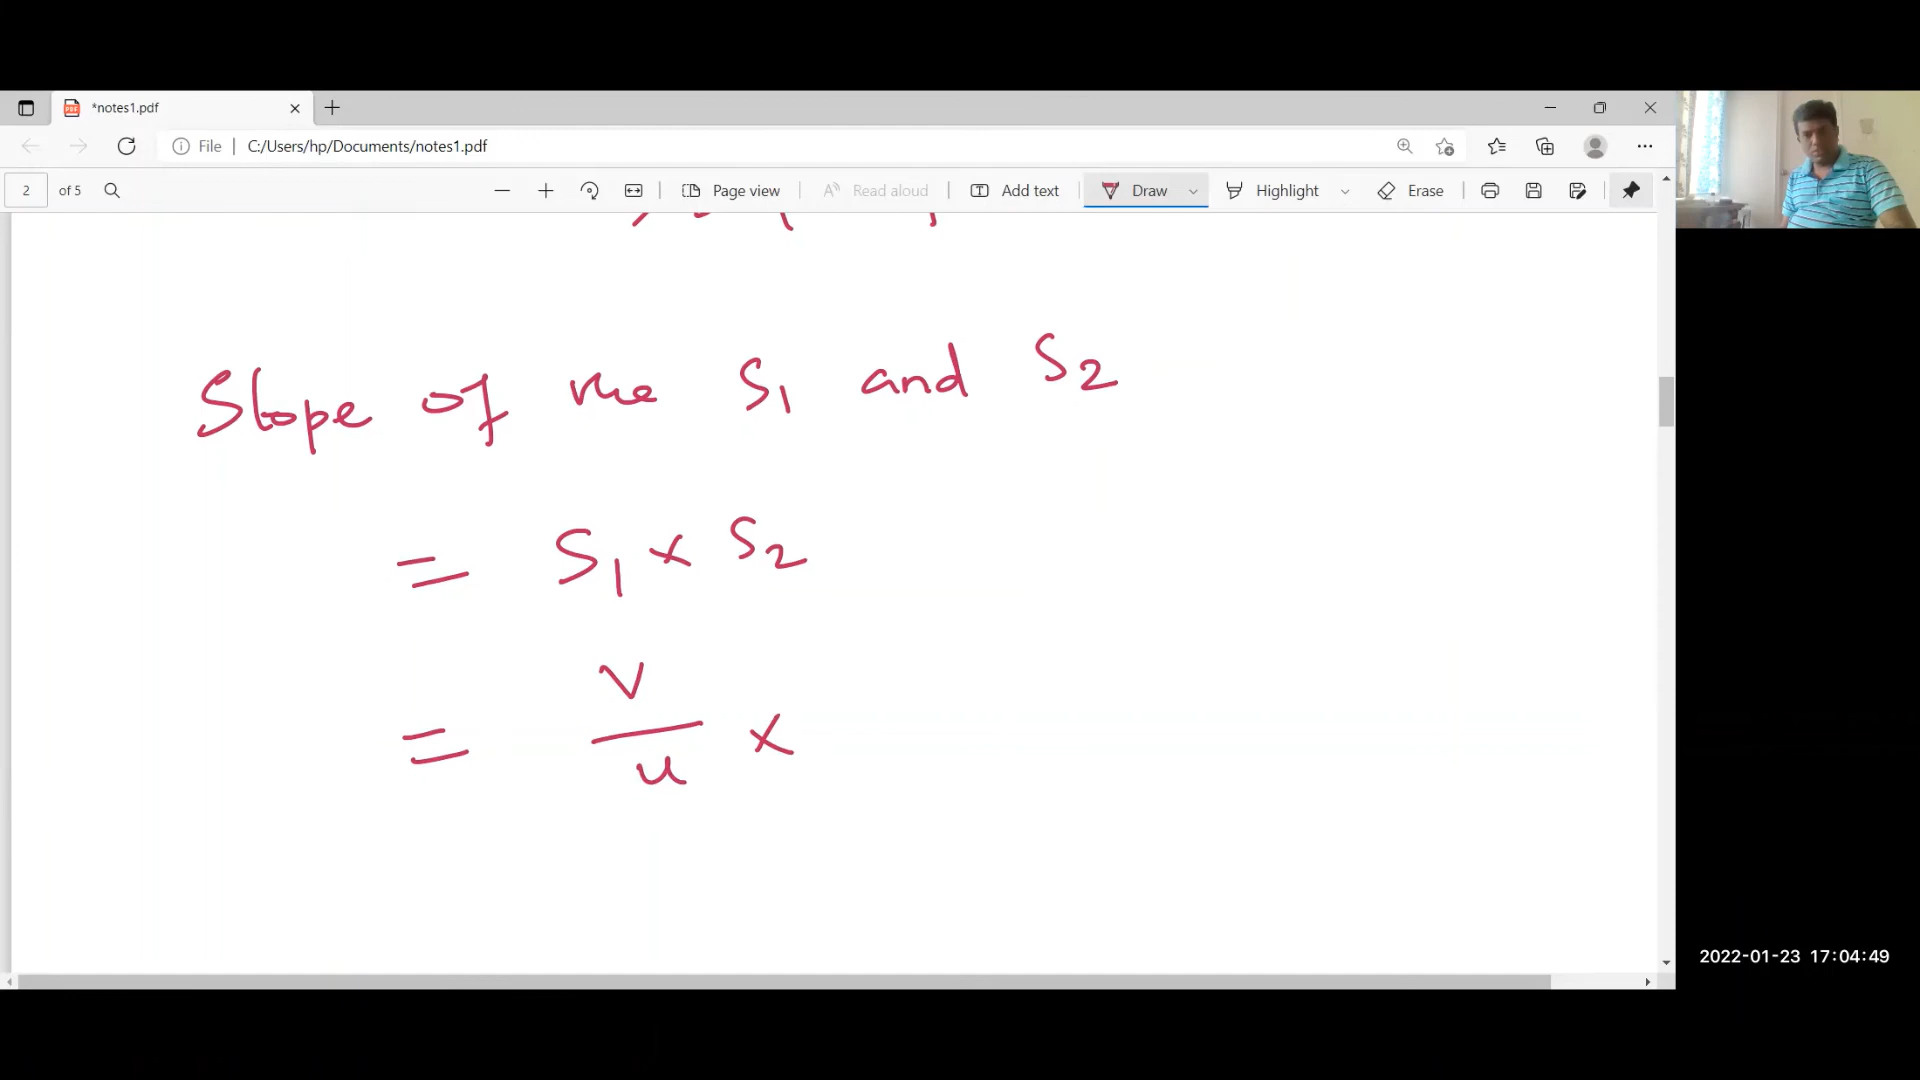 *notes1.pdf
File C:/Users/hp/Documents/notes1.pdf
2 of 5 Page view Read aloud Add text Draw Highlight Erase
Slope of the S1 and S2
= S1 x S2
= v/u x
2022-01-23 17:04:49